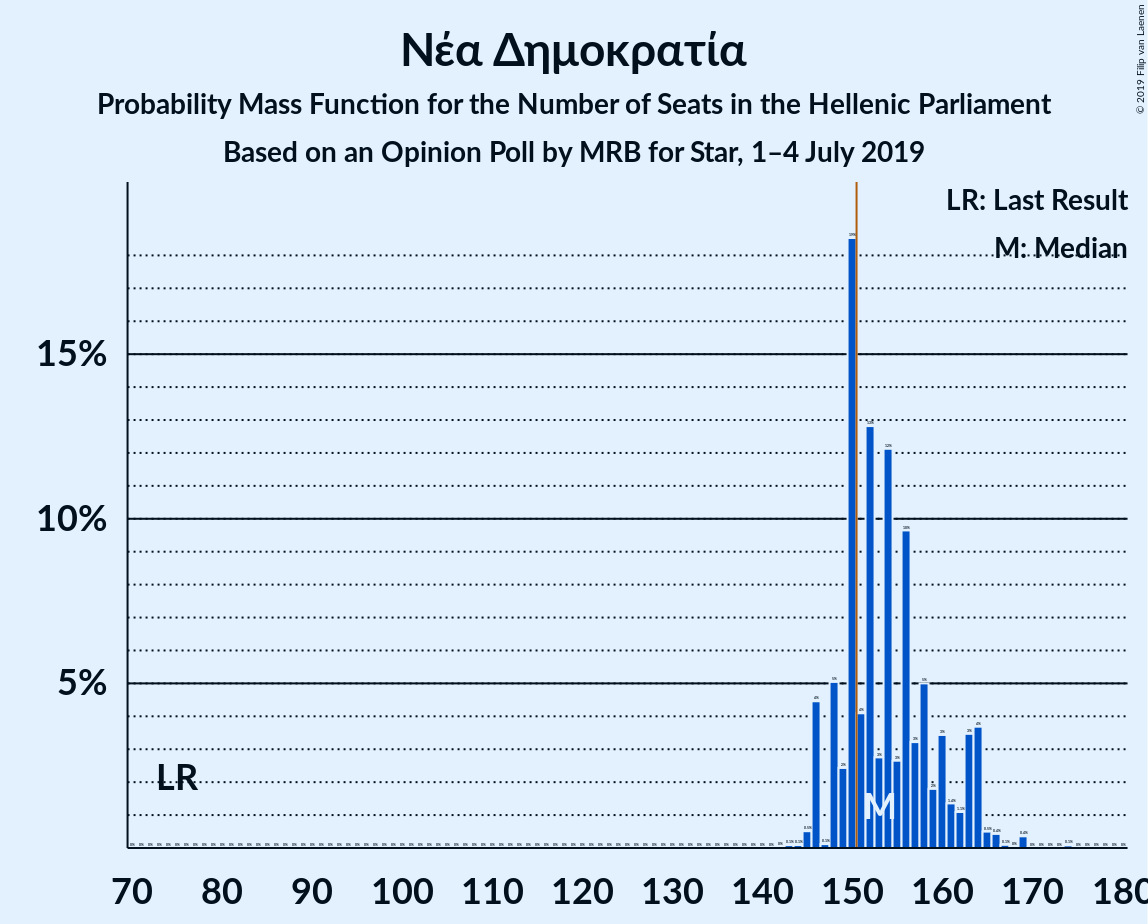 Νέα Δημοκρατία
Probability Mass Function for the Number of Seats in the Hellenic Parliament
Based on an Opinion Poll by MRB for Star, 1–4 July 2019
© 2019 Filip van Laenen
LR: Last Result
M: Median
15%
10%
5%
LR
M
70 80 90 100 110 120 130 140 150 160 170 180